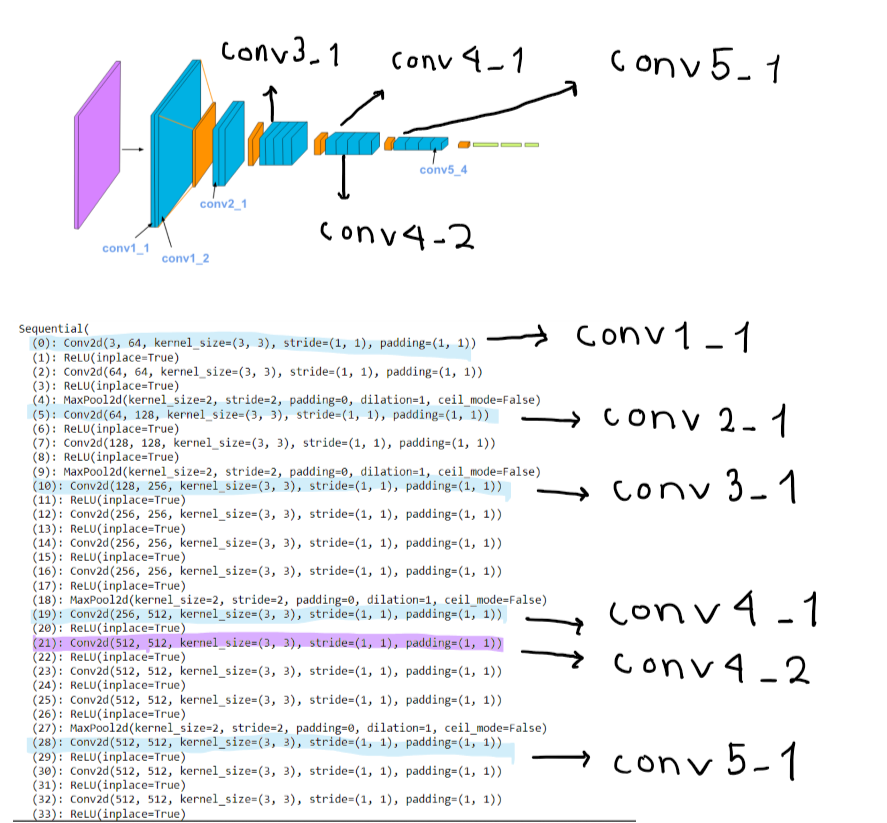 conv3_1
conv4_1
conv5_1
conv5_4
conv2_1
conv4-2
conv1_1
conv1_2
Sequential(
(0): Conv2d(3, 64, kernel_size=(3, 3), stride=(1, 1), padding=(1, 1)) conv1_1
(1): ReLU(inplace=True)
(2): Conv2d(64, 64, kernel_size=(3, 3), stride=(1, 1), padding=(1, 1))
(3): ReLU(inplace=True)
(4): MaxPool2d(kernel_size=2, stride=2, padding=0, dilation=1, ceil_mode=False)
(5): Conv2d(64, 128, kernel_size=(3, 3), stride=(1, 1), padding=(1, 1)) conv 2-1
(6): ReLU(inplace=True)
(7): Conv2d(128, 128, kernel_size=(3, 3), stride=(1, 1), padding=(1, 1))
(8): ReLU(inplace=True)
(9): MaxPool2d(kernel_size=2, stride=2, padding=0, dilation=1, ceil_mode=False)
(10): Conv2d(128, 256, kernel_size=(3, 3), stride=(1, 1), padding=(1, 1)) conv 3_1
(11): ReLU(inplace=True)
(12): Conv2d(256, 256, kernel_size=(3, 3), stride=(1, 1), padding=(1, 1))
(13): ReLU(inplace=True)
(14): Conv2d(256, 256, kernel_size=(3, 3), stride=(1, 1), padding=(1, 1))
(15): ReLU(inplace=True)
(16): Conv2d(256, 256, kernel_size=(3, 3), stride=(1, 1), padding=(1, 1))
(17): ReLU(inplace=True)
(18): MaxPool2d(kernel_size=2, stride=2, padding=0, dilation=1, ceil_mode=False)
(19): Conv2d(256, 512, kernel_size=(3, 3), stride=(1, 1), padding=(1, 1)) conv4_1
(20): ReLU(inplace=True)
(21): Conv2d(512, 512, kernel_size=(3, 3), stride=(1, 1), padding=(1, 1)) conv4_2
(22): ReLU(inplace=True)
(23): Conv2d(512, 512, kernel_size=(3, 3), stride=(1, 1), padding=(1, 1))
(24): ReLU(inplace=True)
(25): Conv2d(512, 512, kernel_size=(3, 3), stride=(1, 1), padding=(1, 1))
(26): ReLU(inplace=True)
(27): MaxPool2d(kernel_size=2, stride=2, padding=0, dilation=1, ceil_mode=False)
(28): Conv2d(512, 512, kernel_size=(3, 3), stride=(1, 1), padding=(1, 1)) conv 5-1
(29): ReLU(inplace=True)
(30): Conv2d(512, 512, kernel_size=(3, 3), stride=(1, 1), padding=(1, 1))
(31): ReLU(inplace=True)
(32): Conv2d(512, 512, kernel_size=(3, 3), stride=(1, 1), padding=(1, 1))
(33): ReLU(inplace=True)